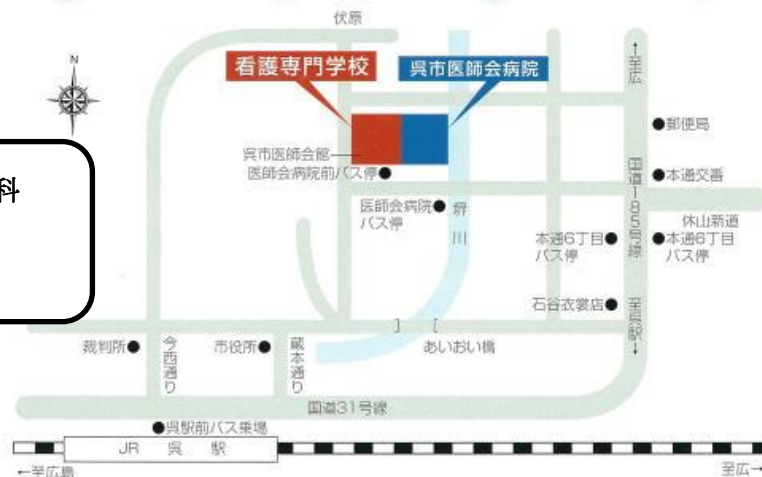 伏原
N
看護専門学校
呉市医師会病院
↑至広
郵便局
呉市医師会館
医師会病院前バス停
国道185号線
本通交番
科
医師会病院
バス停
堺川
休山新道
本通6丁目
バス停
本通6丁目
バス停
石谷衣裳店
至呉駅↓
裁判所
今西通り
市役所
蔵本通り
あいおい橋
国道31号線
呉駅前バス乗場
JR 呉駅
←至広島
至広→